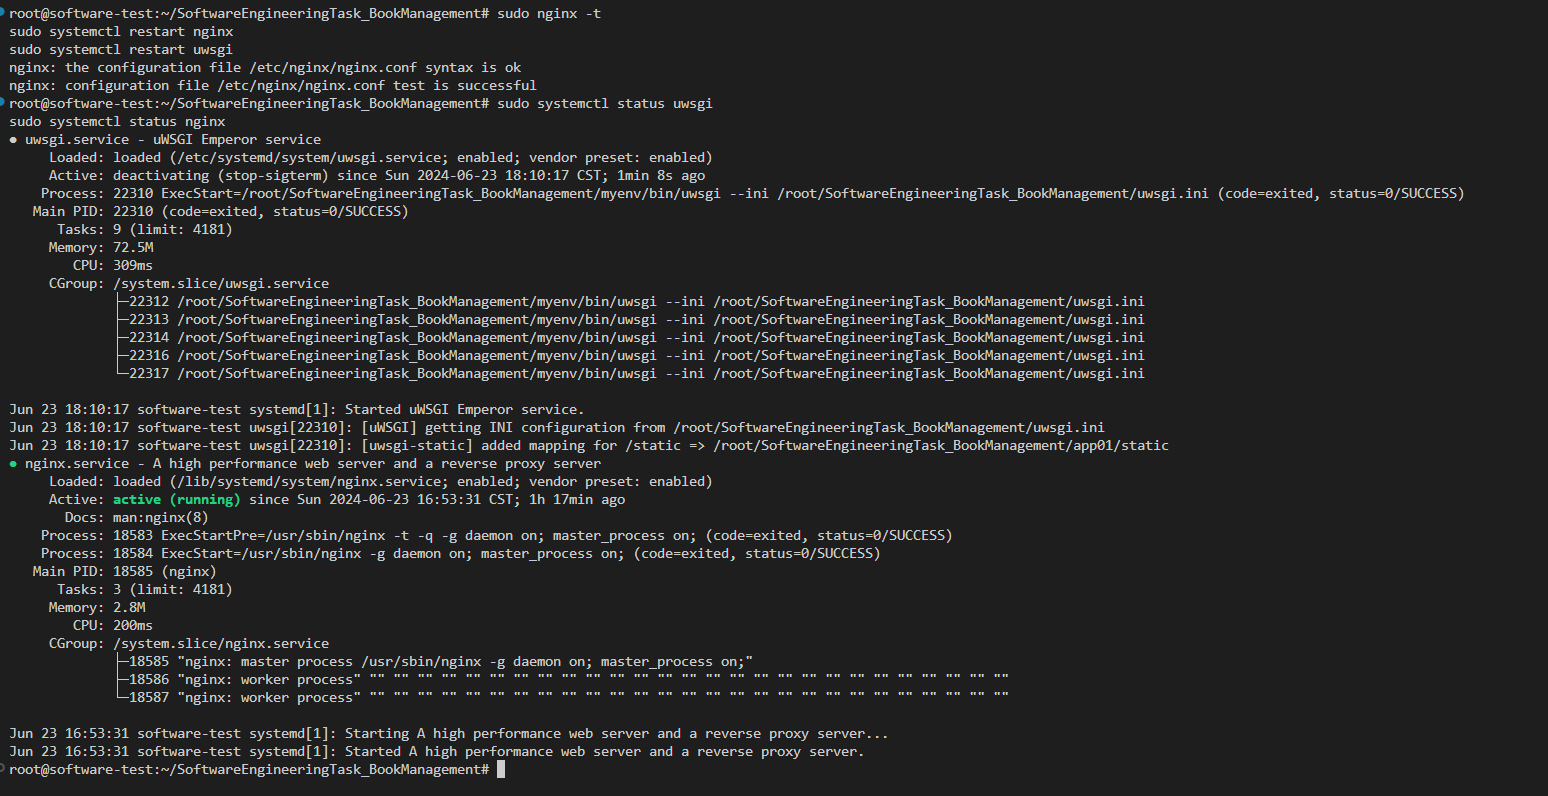 root@software-test:~/SoftwareEngineeringTask_BookManagement# sudo nginx -t
sudo systemctl restart nginx
sudo systemctl restart uwsgi
nginx: the configuration file /etc/nginx/nginx.conf syntax is ok
nginx: configuration file /etc/nginx/nginx.conf test is successful
root@software-test:~/SoftwareEngineeringTask_BookManagement# sudo systemctl status uwsgi
sudo systemctl status nginx
● uwsgi.service - uWSGI Emperor service
     Loaded: loaded (/etc/systemd/system/uwsgi.service; enabled; vendor preset: enabled)
     Active: deactivating (stop-sigterm) since Sun 2024-06-23 18:10:17 CST; 1min 8s ago
    Process: 22310 ExecStart=/root/SoftwareEngineeringTask_BookManagement/myenv/bin/uwsgi --ini /root/SoftwareEngineeringTask_BookManagement/uwsgi.ini (code=exited, status=0/SUCCESS)
   Main PID: 22310 (code=exited, status=0/SUCCESS)
      Tasks: 9 (limit: 4181)
     Memory: 72.5M
        CPU: 309ms
     CGroup: /system.slice/uwsgi.service
             ├─22312 /root/SoftwareEngineeringTask_BookManagement/myenv/bin/uwsgi --ini /root/SoftwareEngineeringTask_BookManagement/uwsgi.ini
             ├─22313 /root/SoftwareEngineeringTask_BookManagement/myenv/bin/uwsgi --ini /root/SoftwareEngineeringTask_BookManagement/uwsgi.ini
             ├─22314 /root/SoftwareEngineeringTask_BookManagement/myenv/bin/uwsgi --ini /root/SoftwareEngineeringTask_BookManagement/uwsgi.ini
             ├─22316 /root/SoftwareEngineeringTask_BookManagement/myenv/bin/uwsgi --ini /root/SoftwareEngineeringTask_BookManagement/uwsgi.ini
             └─22317 /root/SoftwareEngineeringTask_BookManagement/myenv/bin/uwsgi --ini /root/SoftwareEngineeringTask_BookManagement/uwsgi.ini

Jun 23 18:10:17 software-test systemd[1]: Started uWSGI Emperor service.
Jun 23 18:10:17 software-test uwsgi[22310]: [uWSGI] getting INI configuration from /root/SoftwareEngineeringTask_BookManagement/uwsgi.ini
Jun 23 18:10:17 software-test uwsgi[22310]: [uwsgi-static] added mapping for /static => /root/SoftwareEngineeringTask_BookManagement/app01/static
● nginx.service - A high performance web server and a reverse proxy server
     Loaded: loaded (/lib/systemd/system/nginx.service; enabled; vendor preset: enabled)
     Active: active (running) since Sun 2024-06-23 16:53:31 CST; 1h 17min ago
       Docs: man:nginx(8)
    Process: 18583 ExecStartPre=/usr/sbin/nginx -t -q -g daemon on; master_process on; (code=exited, status=0/SUCCESS)
    Process: 18584 ExecStart=/usr/sbin/nginx -g daemon on; master_process on; (code=exited, status=0/SUCCESS)
   Main PID: 18585 (nginx)
      Tasks: 3 (limit: 4181)
     Memory: 2.8M
        CPU: 200ms
     CGroup: /system.slice/nginx.service
             ├─18585 "nginx: master process /usr/sbin/nginx -g daemon on; master_process on;"
             ├─18586 "nginx: worker process" "" "" "" "" "" "" "" "" "" "" "" "" "" "" "" "" "" "" "" "" "" "" "" "" "" "" ""
             └─18587 "nginx: worker process" "" "" "" "" "" "" "" "" "" "" "" "" "" "" "" "" "" "" "" "" "" "" "" "" "" "" ""

Jun 23 16:53:31 software-test systemd[1]: Starting A high performance web server and a reverse proxy server...
Jun 23 16:53:31 software-test systemd[1]: Started A high performance web server and a reverse proxy server.
root@software-test:~/SoftwareEngineeringTask_BookManagement#